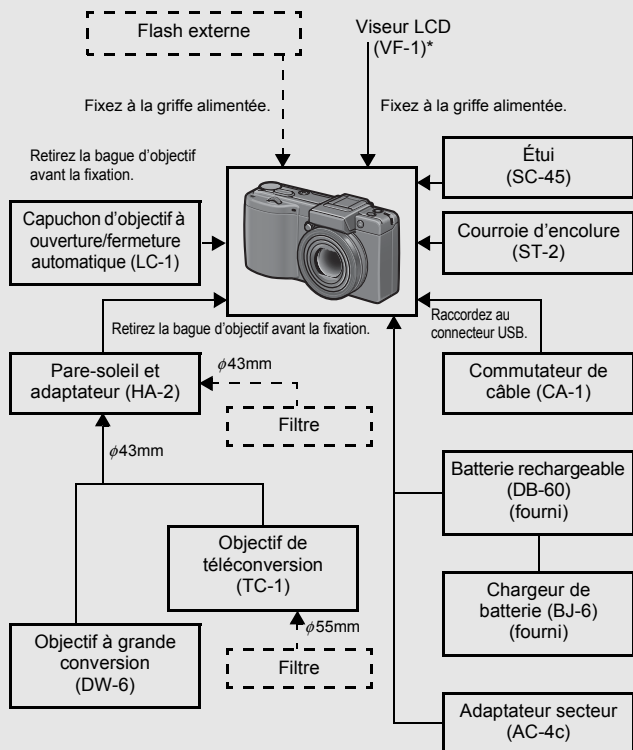 Flash externe
Viseur LCD
(VF-1)*
Fixez à la griffe alimentée.
Fixez à la griffe alimentée.
Retirez la bague d'objectif
avant la fixation.
Étui
(SC-45)
Capuchon d'objectif à
ouverture/fermeture
automatique (LC-1)
Courroie d'encolure
(ST-2)
Retirez la bague d'objectif avant la fixation.
Raccordez au
connecteur USB.
Pare-soleil et
adaptateur (HA-2)
ϕ43mm
Filtre
Commutateur de
câble (CA-1)
ϕ43mm
Batterie rechargeable
(DB-60)
(fourni)
Objectif de
téléconversion
(TC-1)
Chargeur de
batterie (BJ-6)
(fourni)
ϕ55mm
Objectif à grande
conversion
(DW-6)
Filtre
Adaptateur secteur
(AC-4c)